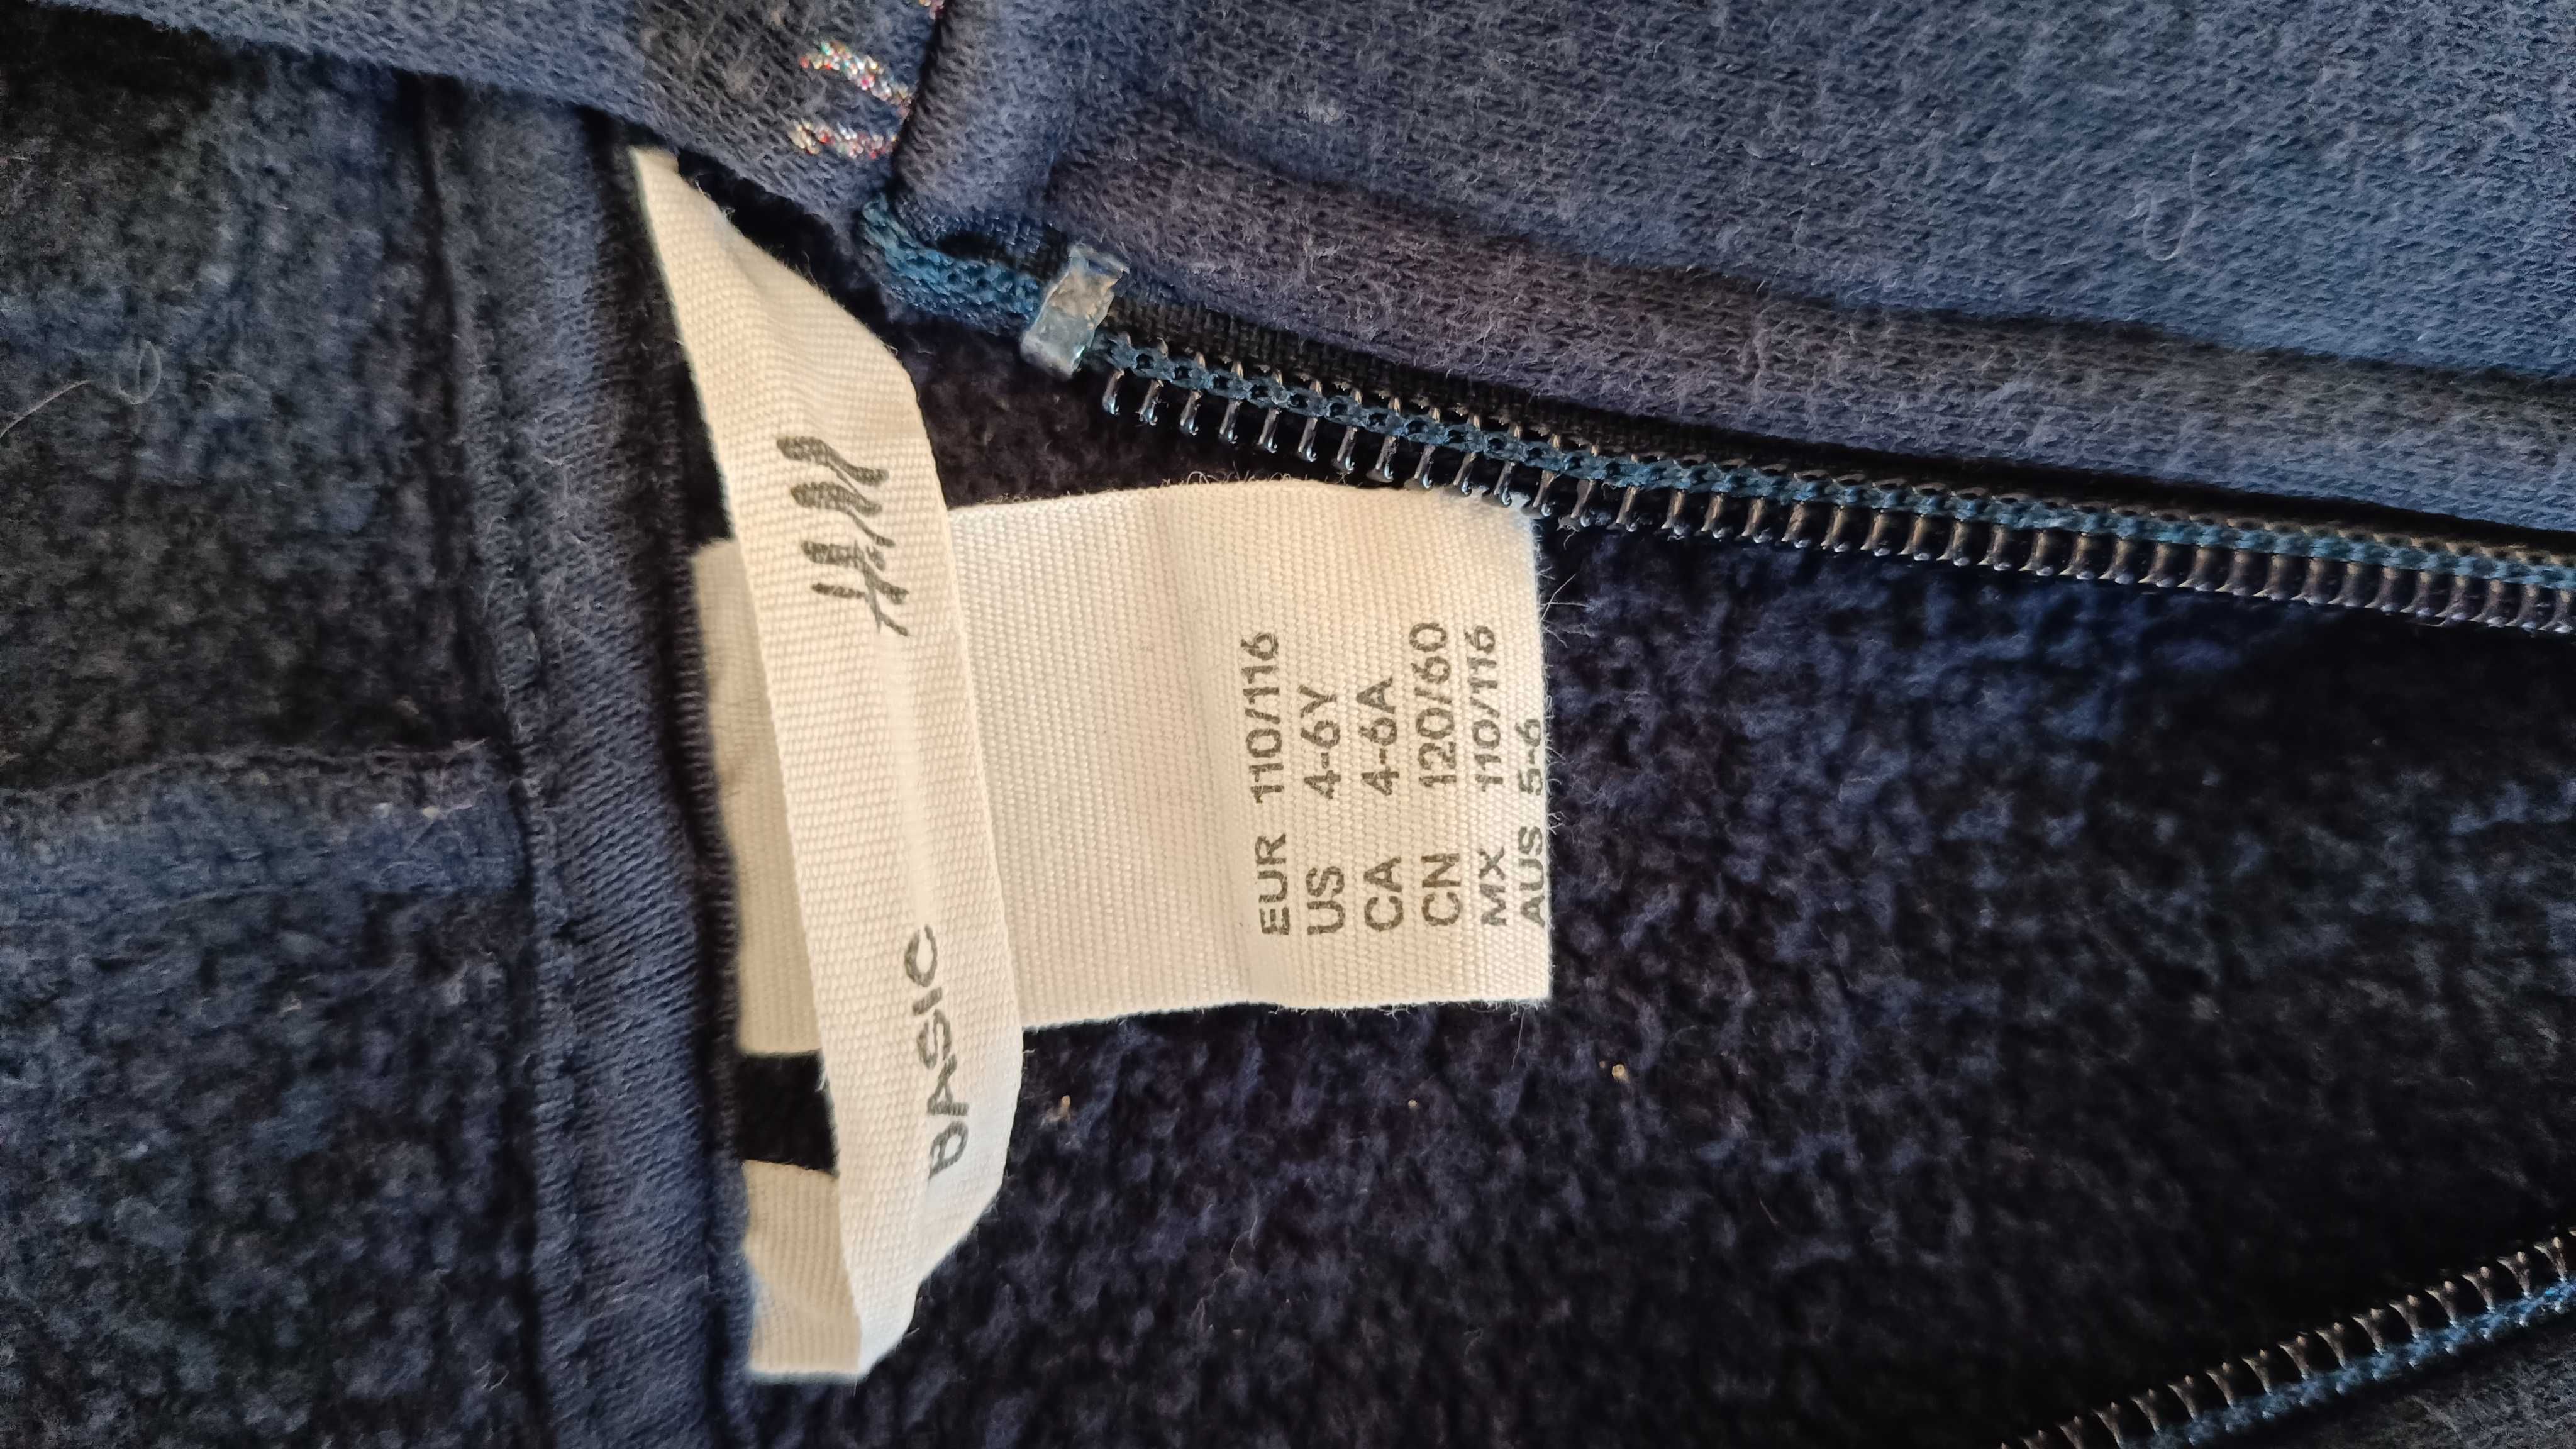 H&M
BASIC
EUR 110/116
US 4-6Y
CA 4-6A
CN 120/60
MX 110/116
AUS 5-6